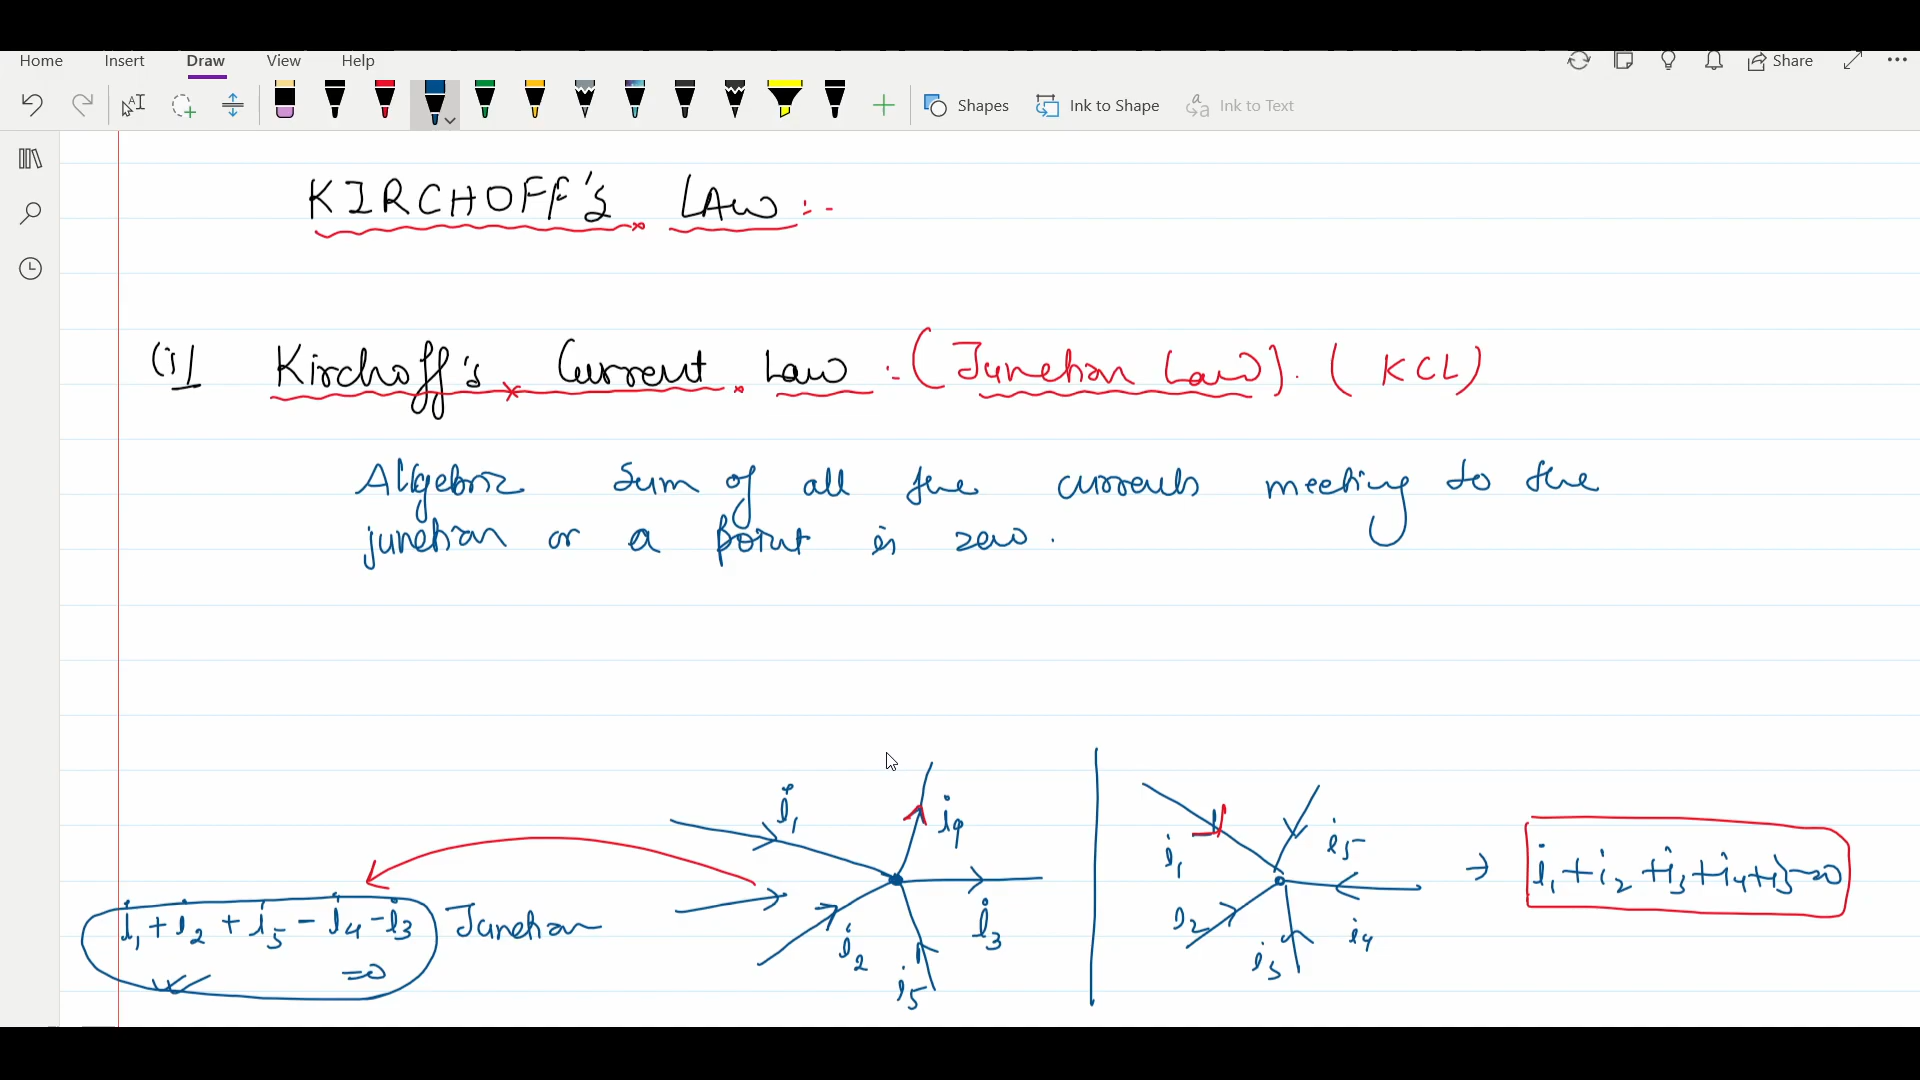 Home Insert Draw View Help Share
Shapes Ink to Shape Ink to Text
KIRCHOFF's LAW :-
(i) Kirchoff's Current Law :- (Junction Law). (KCL)
Algebric Sum of all the currents meeting to the
junction or a point is zero.
i1 i4 i3 i2 i5
i1 + i2 + i5 - i4 - i3 Junction
=0
i1 i5 i2 i3 i4
→ i1 + i2 + i3 + i4 + i5 = 0